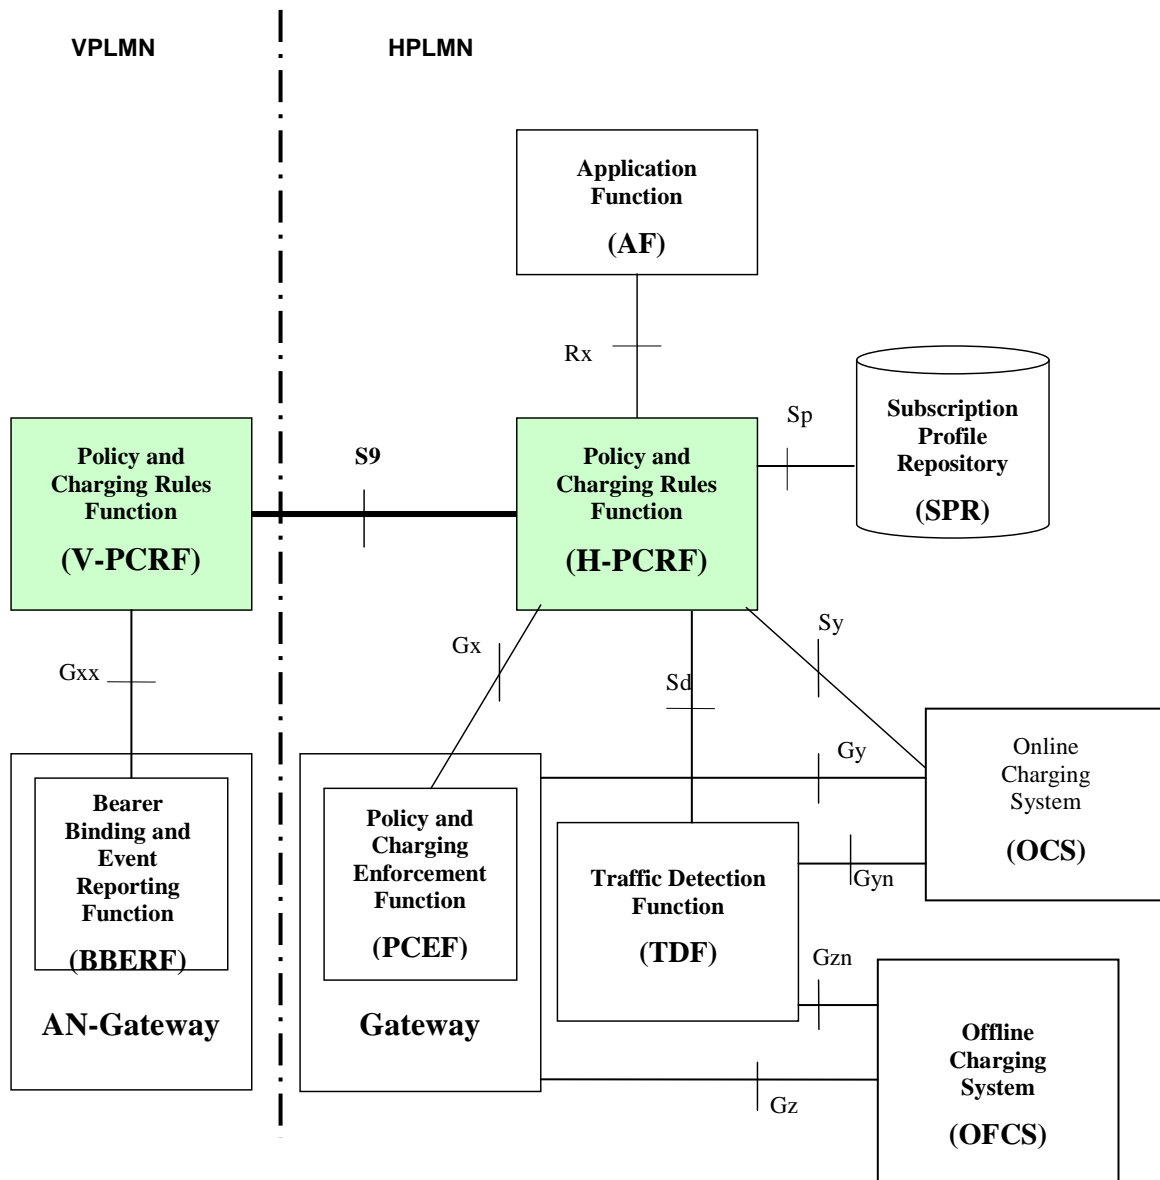 VPLMN
HPLMN
Application
Function
(AF)
Rx
Subscription
Profile
Repository
(SPR)
Sp
Policy and
Charging Rules
Function
(V-PCRF)
S9
Policy and
Charging Rules
Function
(H-PCRF)
Gxx
Gx
Sd
Sy
Bearer
Binding and
Event
Reporting
Function
(BBERF)
AN-Gateway
Policy and
Charging
Enforcement
Function
(PCEF)
Gateway
Traffic Detection
Function
(TDF)
Gy
Online
Charging
System
(OCS)
Gyn
Gzn
Offline
Charging
System
(OFCS)
Gz